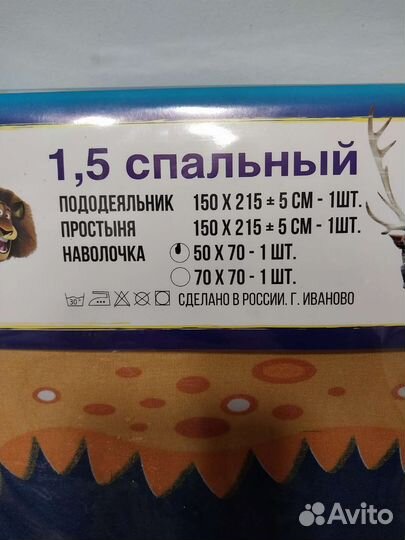 1,5 спальный
ПОДОДЕЯЛЬНИК 150 X 215 ± 5 СМ - 1ШТ.
ПРОСТЫНЯ 150 X 215 ± 5 СМ - 1ШТ.
НАВОЛОЧКА 50 X 70 - 1 ШТ.
70 X 70 - 1 ШТ.
30° СДЕЛАНО В РОССИИ. Г. ИВАНОВО
Avito